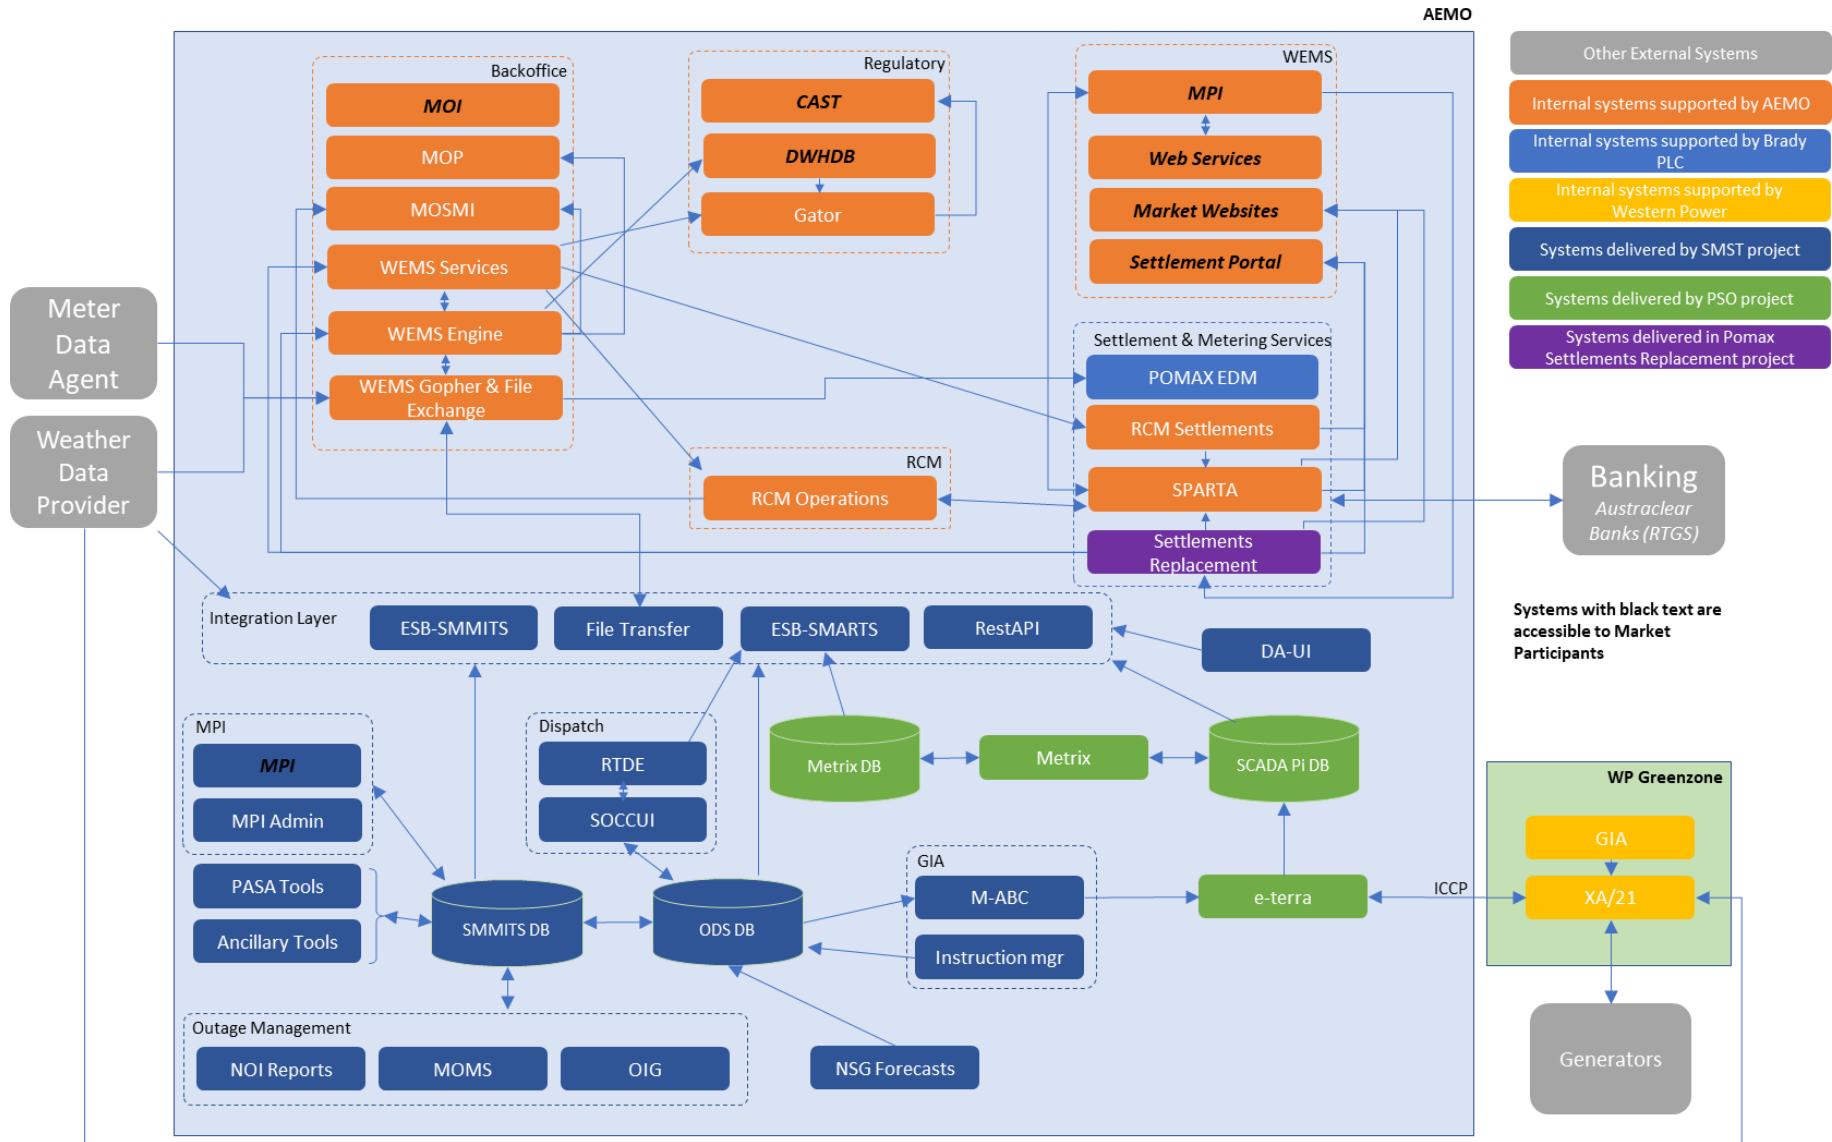 AEMO
Backoffice
MOI
MOP
MOSMI
WEMS Services
WEMS Engine
WEMS Gopher & File
Exchange
Regulatory
CAST
DWHDB
Gator
WEMS
MPI
Web Services
Market Websites
Settlement Portal
Settlement & Metering Services
POMAX EDM
RCM Settlements
SPARTA
Settlements
Replacement
RCM
RCM Operations
Other External Systems
Internal systems supported by AEMO
Internal systems supported by Brady
PLC
Internal systems supported by
Western Power
Systems delivered by SMST project
Systems delivered by PSO project
Systems delivered in Pomax
Settlements Replacement project
Meter
Data
Agent
Weather
Data
Provider
Banking
Austraclear
Banks (RTGS)
Systems with black text are
accessible to Market
Participants
Integration Layer
ESB-SMMITS
File Transfer
ESB-SMARTS
RestAPI
DA-UI
MPI
MPI
MPI Admin
PASA Tools
Ancillary Tools
Dispatch
RTDE
SOCCUI
Metrix DB
Metrix
SCADA Pi DB
SMMITS DB
ODS DB
GIA
M-ABC
Instruction mgr
e-terra
ICCP
WP Greenzone
GIA
XA/21
Generators
Outage Management
NOI Reports
MOMS
OIG
NSG Forecasts